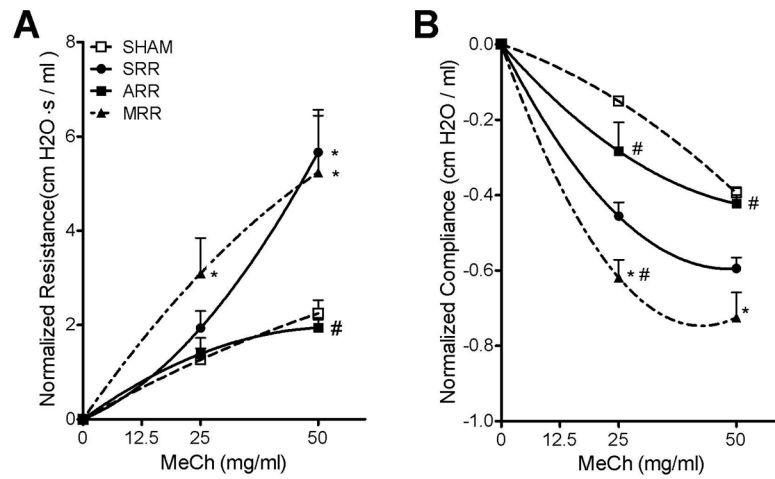 A
Normalized Resistance(cm H2O·s / ml)
8
6
4
2
0
SHAM
SRR
ARR
MRR
*
*
*
#
0 12.5 25 50
MeCh (mg/ml)
B
Normalized Compliance (cm H2O / ml)
0.0
-0.2
-0.4
-0.6
-0.8
-1.0
#
#
* #
*
0 12.5 25 50
MeCh (mg/ml)